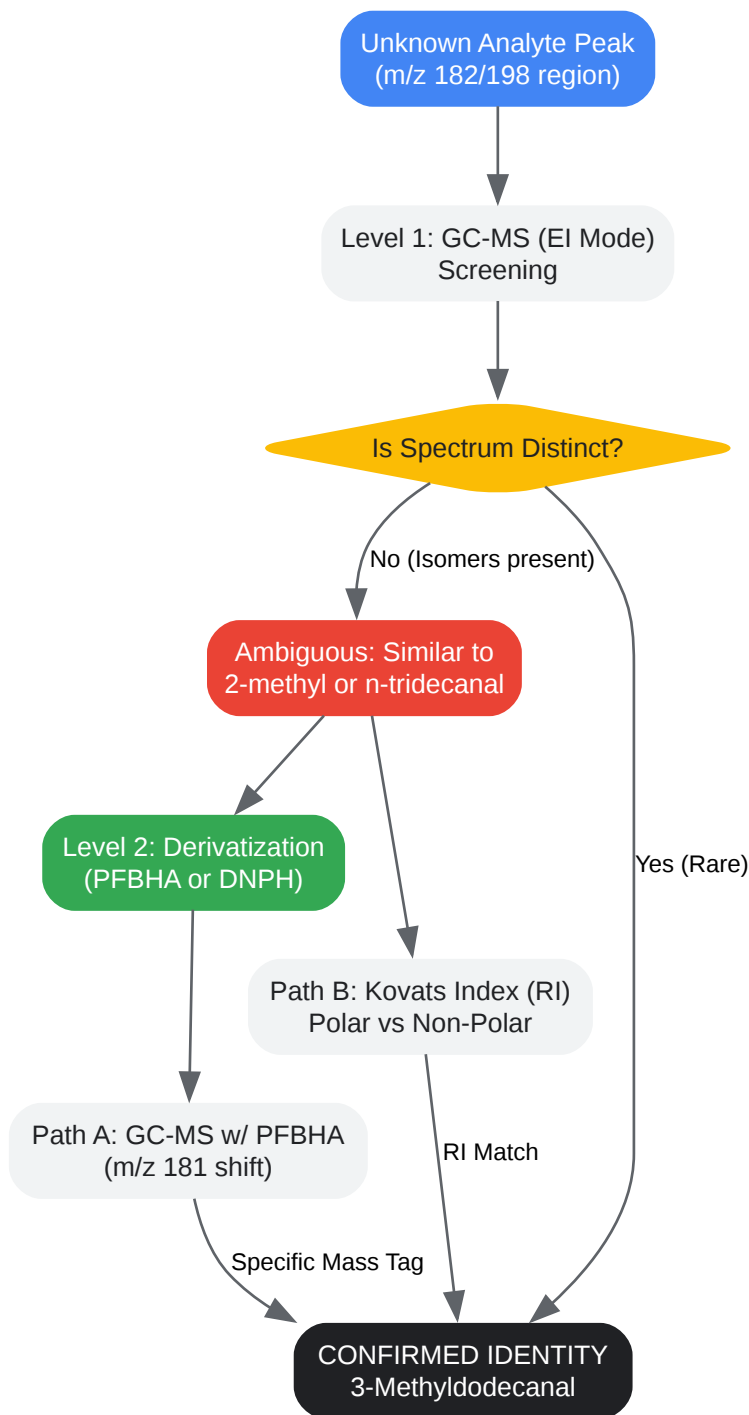 Unknown Analyte Peak
(m/z 182/198 region)
Level 1: GC-MS (EI Mode)
Screening
Is Spectrum Distinct?
No (Isomers present)
Ambiguous: Similar to
2-methyl or n-tridecanal
Level 2: Derivatization
(PFBHA or DNPH)
Yes (Rare)
Path B: Kovats Index (RI)
Polar vs Non-Polar
Path A: GC-MS w/ PFBHA
(m/z 181 shift)
RI Match
Specific Mass Tag
CONFIRMED IDENTITY
3-Methyldodecanal